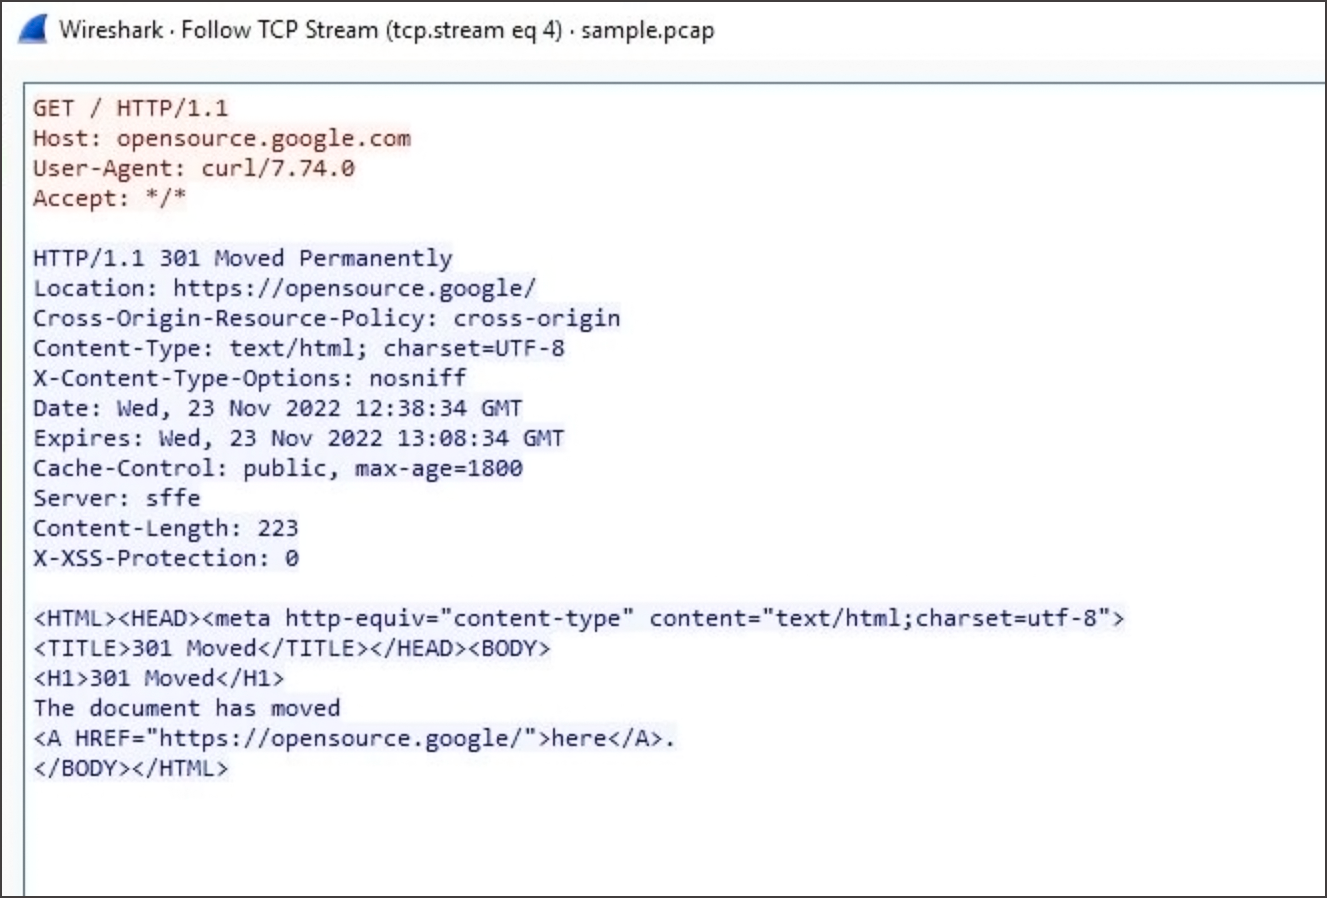 Wireshark · Follow TCP Stream (tcp.stream eq 4) · sample.pcap
GET / HTTP/1.1
Host: opensource.google.com
User-Agent: curl/7.74.0
Accept: */*
HTTP/1.1 301 Moved Permanently
Location: https://opensource.google/
Cross-Origin-Resource-Policy: cross-origin
Content-Type: text/html; charset=UTF-8
X-Content-Type-Options: nosniff
Date: Wed, 23 Nov 2022 12:38:34 GMT
Expires: Wed, 23 Nov 2022 13:08:34 GMT
Cache-Control: public, max-age=1800
Server: sffe
Content-Length: 223
X-XSS-Protection: 0
<HTML><HEAD><meta http-equiv="content-type" content="text/html;charset=utf-8">
<TITLE>301 Moved</TITLE></HEAD><BODY>
<H1>301 Moved</H1>
The document has moved
<A HREF="https://opensource.google/">here</A>.
</BODY></HTML>